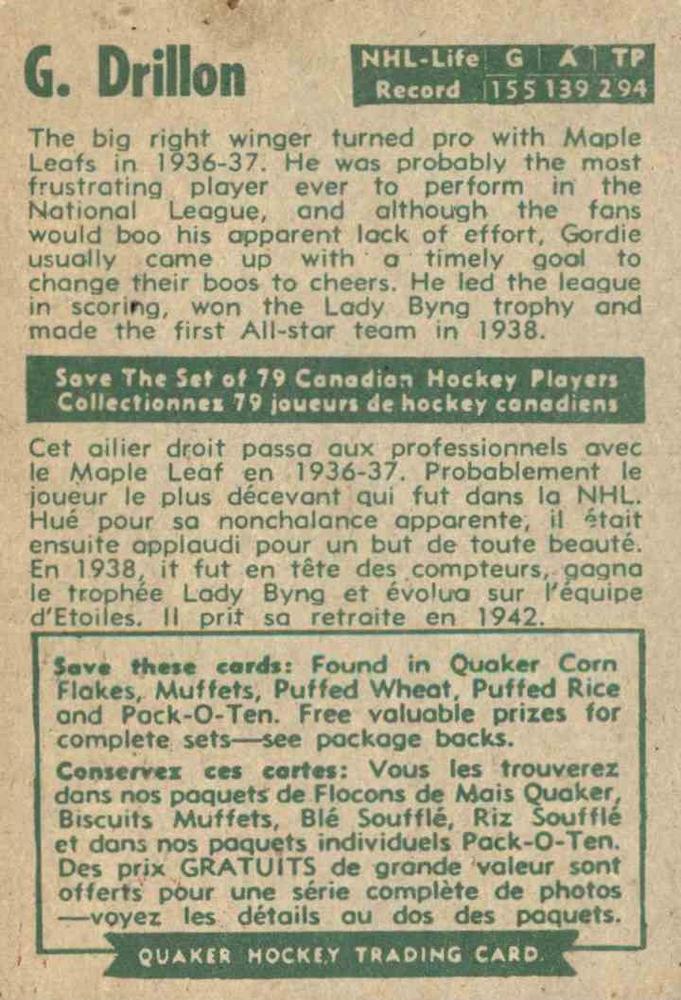 G. Drillon
NHL-Life G A TP
Record 155 139 294
The big right winger turned pro with Maple
Leafs in 1936-37. He was probably the most
frustrating player ever to perform in the
National League, and although the fans
would boo his apparent lack of effort, Gordie
usually came up with a timely goal to
change their boos to cheers. He led the league
in scoring, won the Lady Byng trophy and
made the first All-star team in 1938.
Save The Set of 79 Canadian Hockey Players
Collectionnez 79 joueurs de hockey canadiens
Cet ailier droit passa aux professionnels avec
le Maple Leaf en 1936-37. Probablement le
joueur le plus décevant qui fut dans la NHL.
Hué pour sa nonchalance apparente, il était
ensuite applaudi pour un but de toute beauté.
En 1938, it fut en tête des compteurs, gagna
le trophée Lady Byng et évolua sur l'équipe
d'Etoiles. Il prit sa retraite en 1942.
Save these cards: Found in Quaker Corn
Flakes, Muffets, Puffed Wheat, Puffed Rice
and Pack-O-Ten. Free valuable prizes for
complete sets—see package backs.
Conservez ces cartes: Vous les trouverez
dans nos paquets de Flocons de Mais Quaker,
Biscuits Muffets, Blé Soufflé, Riz Soufflé
et dans nos paquets individuels Pack-O-Ten.
Des prix GRATUITS de grande valeur sont
offerts pour une série complète de photos
—voyez les détails au dos des paquets.
QUAKER HOCKEY TRADING CARD.